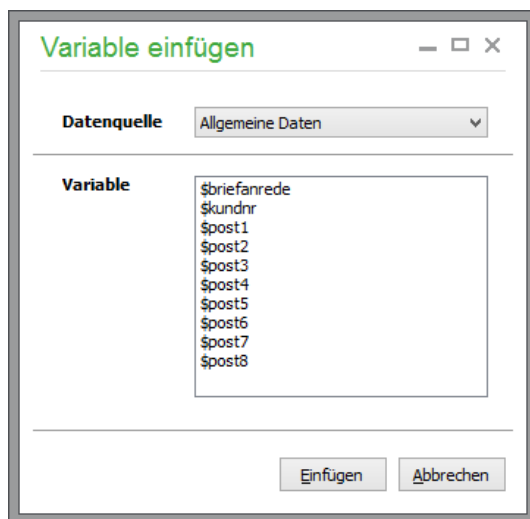 Variable einfügen
Datenquelle Allgemeine Daten
Variable
$briefanrede
$kundnr
$post1
$post2
$post3
$post4
$post5
$post6
$post7
$post8
Einfügen Abbrechen